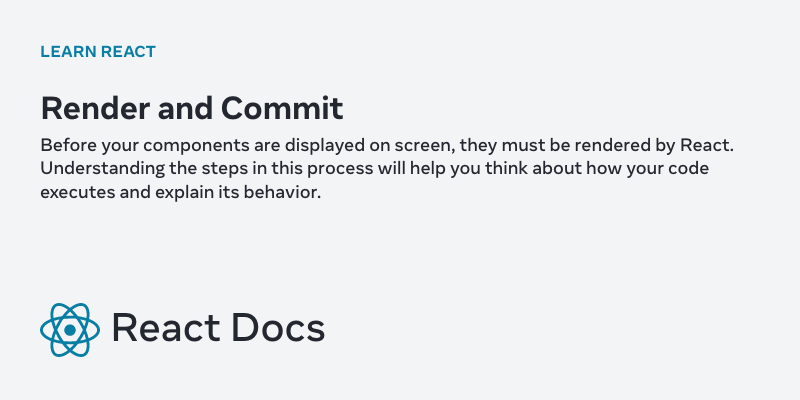 LEARN REACT
Render and Commit
Before your components are displayed on screen, they must be rendered by React.
Understanding the steps in this process will help you think about how your code
executes and explain its behavior.
React Docs